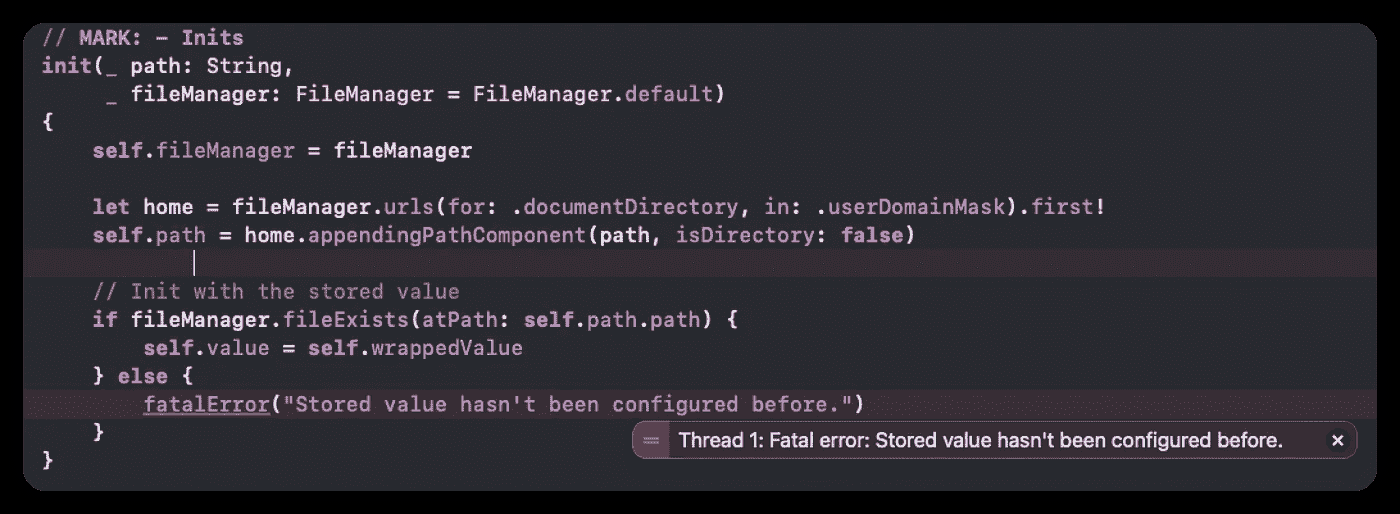 // MARK: - Inits
init(_ path: String,
     _ fileManager: FileManager = FileManager.default)
{
    self.fileManager = fileManager
    let home = fileManager.urls(for: .documentDirectory, in: .userDomainMask).first!
    self.path = home.appendingPathComponent(path, isDirectory: false)
    // Init with the stored value
    if fileManager.fileExists(atPath: self.path.path) {
        self.value = self.wrappedValue
    } else {
        fatalError("Stored value hasn't been configured before.")
    }
Thread 1: Fatal error: Stored value hasn't been configured before.
}